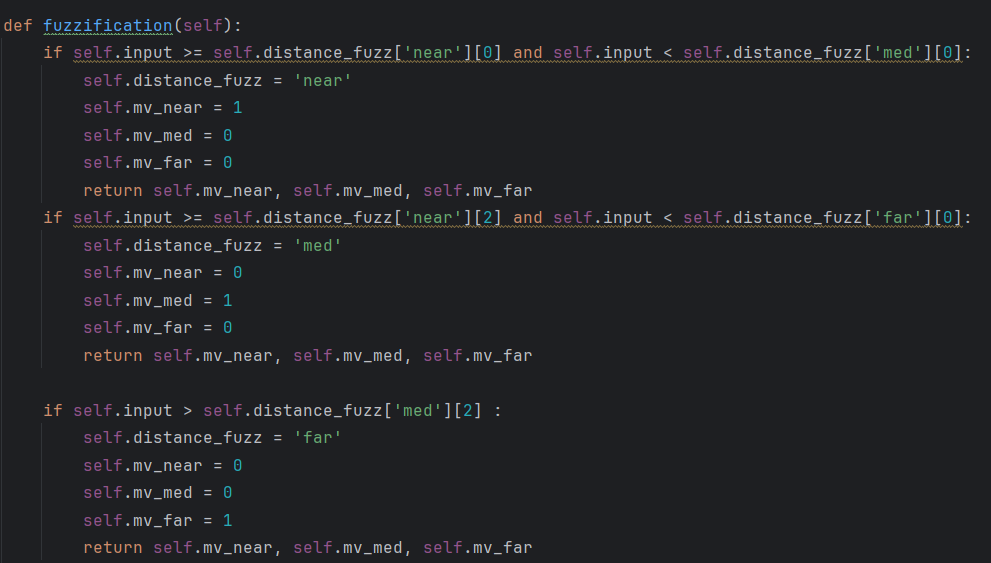 def fuzzification(self):
    if self.input >= self.distance_fuzz['near'][0] and self.input < self.distance_fuzz['med'][0]:
        self.distance_fuzz = 'near'
        self.mv_near = 1
        self.mv_med = 0
        self.mv_far = 0
        return self.mv_near, self.mv_med, self.mv_far
    if self.input >= self.distance_fuzz['near'][2] and self.input < self.distance_fuzz['far'][0]:
        self.distance_fuzz = 'med'
        self.mv_near = 0
        self.mv_med = 1
        self.mv_far = 0
        return self.mv_near, self.mv_med, self.mv_far

    if self.input > self.distance_fuzz['med'][2] :
        self.distance_fuzz = 'far'
        self.mv_near = 0
        self.mv_med = 0
        self.mv_far = 1
        return self.mv_near, self.mv_med, self.mv_far